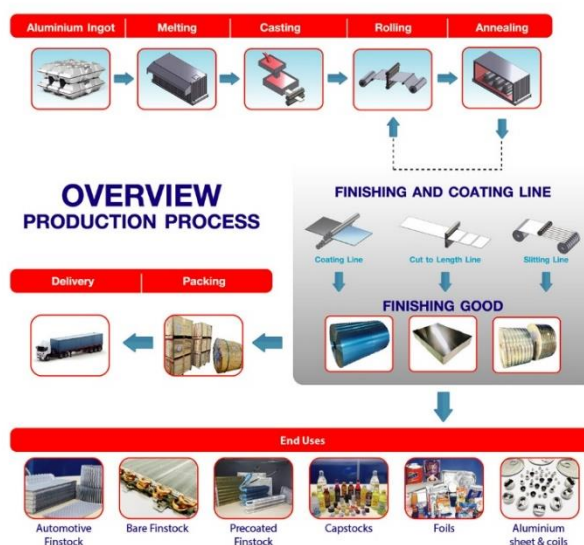 Aluminium Ingot
Melting
Casting
Rolling
Annealing
OVERVIEW
PRODUCTION PROCESS
FINISHING AND COATING LINE
Coating Line
Cut to Length Line
Slitting Line
Delivery
Packing
FINISHING GOOD
End Uses
Automotive
Finstock
Bare Finstock
Precoated
Finstock
Capstocks
Foils
Aluminium
sheet & coils